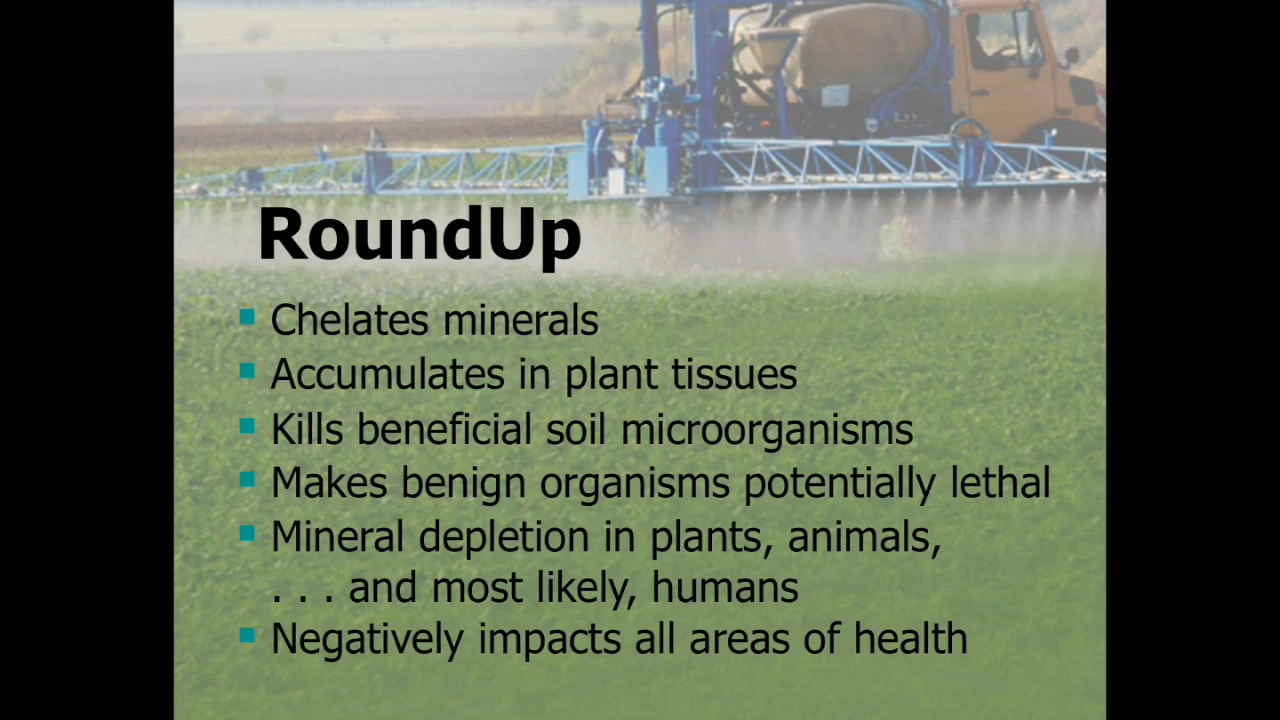 RoundUp
▪ Chelates minerals
▪ Accumulates in plant tissues
▪ Kills beneficial soil microorganisms
▪ Makes benign organisms potentially lethal
▪ Mineral depletion in plants, animals,
. . . and most likely, humans
▪ Negatively impacts all areas of health